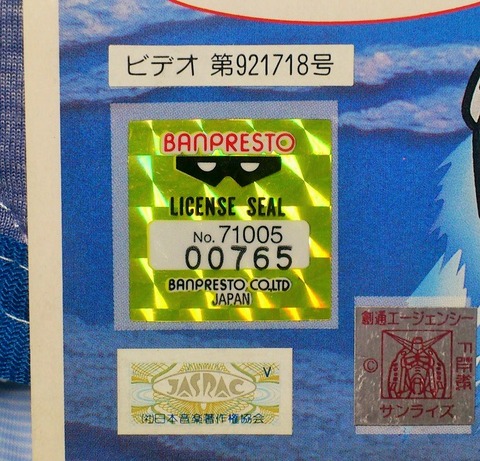 ビデオ 第921718号
BANPRESTO
LICENSE SEAL
No. 71005
00765
BANPRESTO CO.,LTD
JAPAN
V
JASRAC
(社)日本音楽著作権協会
創通エージェンシー
©
サンライズ